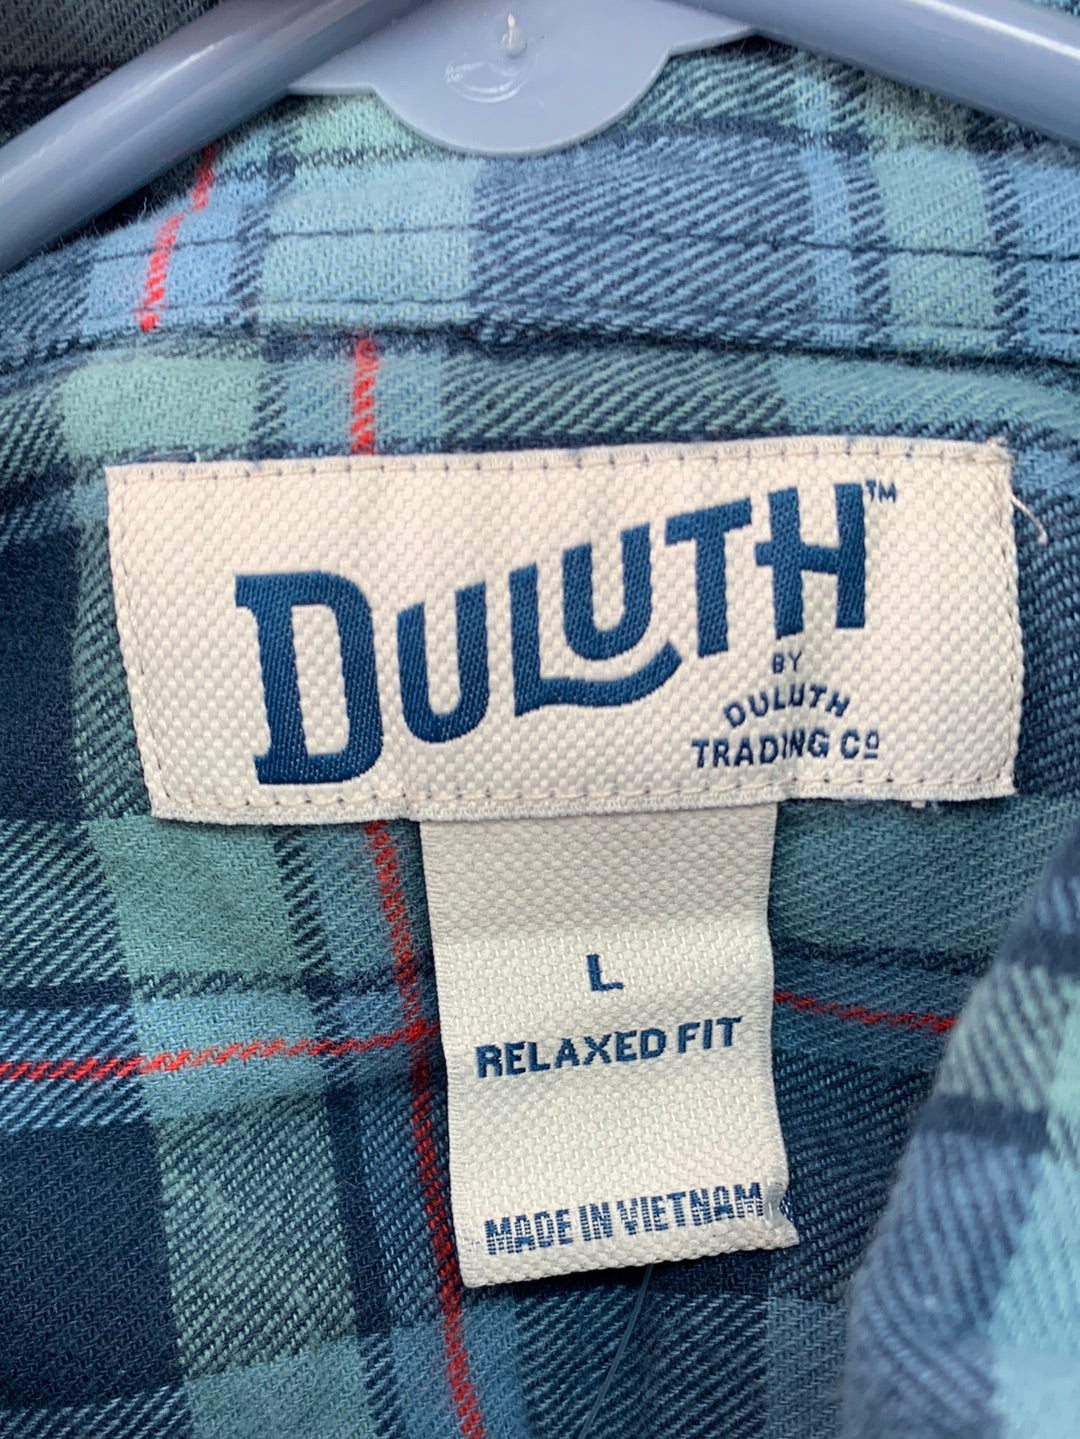 DULUTH™
BY
DULUTH
TRADING CO
L
RELAXED FIT
MADE IN VIETNAM